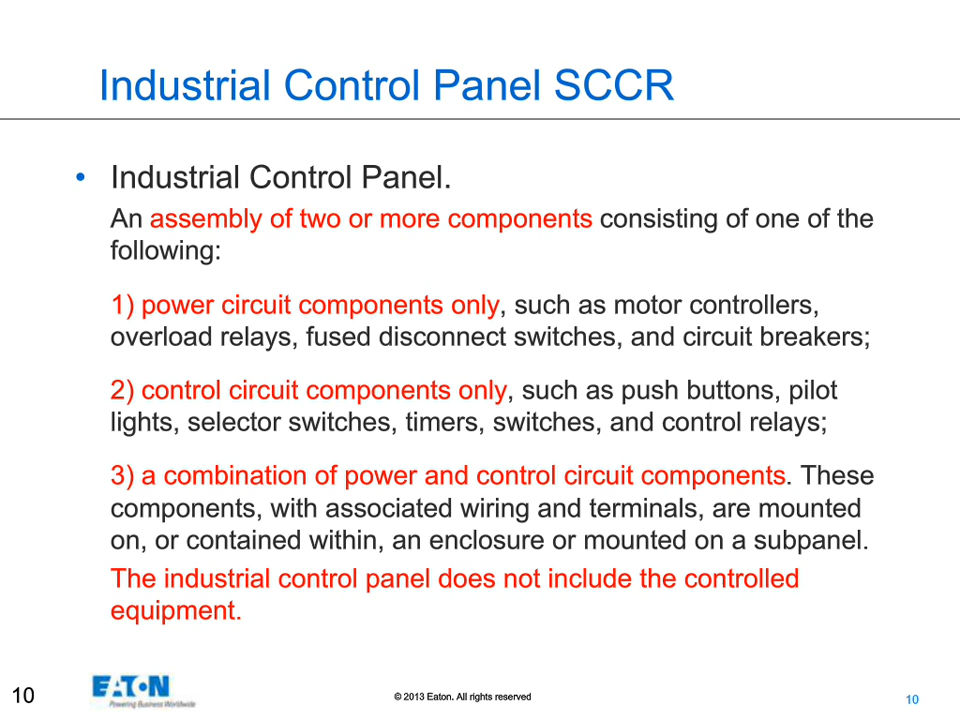 Industrial Control Panel SCCR
• Industrial Control Panel.
An assembly of two or more components consisting of one of the
following:
1) power circuit components only, such as motor controllers,
overload relays, fused disconnect switches, and circuit breakers;
2) control circuit components only, such as push buttons, pilot
lights, selector switches, timers, switches, and control relays;
3) a combination of power and control circuit components. These
components, with associated wiring and terminals, are mounted
on, or contained within, an enclosure or mounted on a subpanel.
The industrial control panel does not include the controlled
equipment.
10
EATON
Powering Business Worldwide
© 2013 Eaton. All rights reserved
10